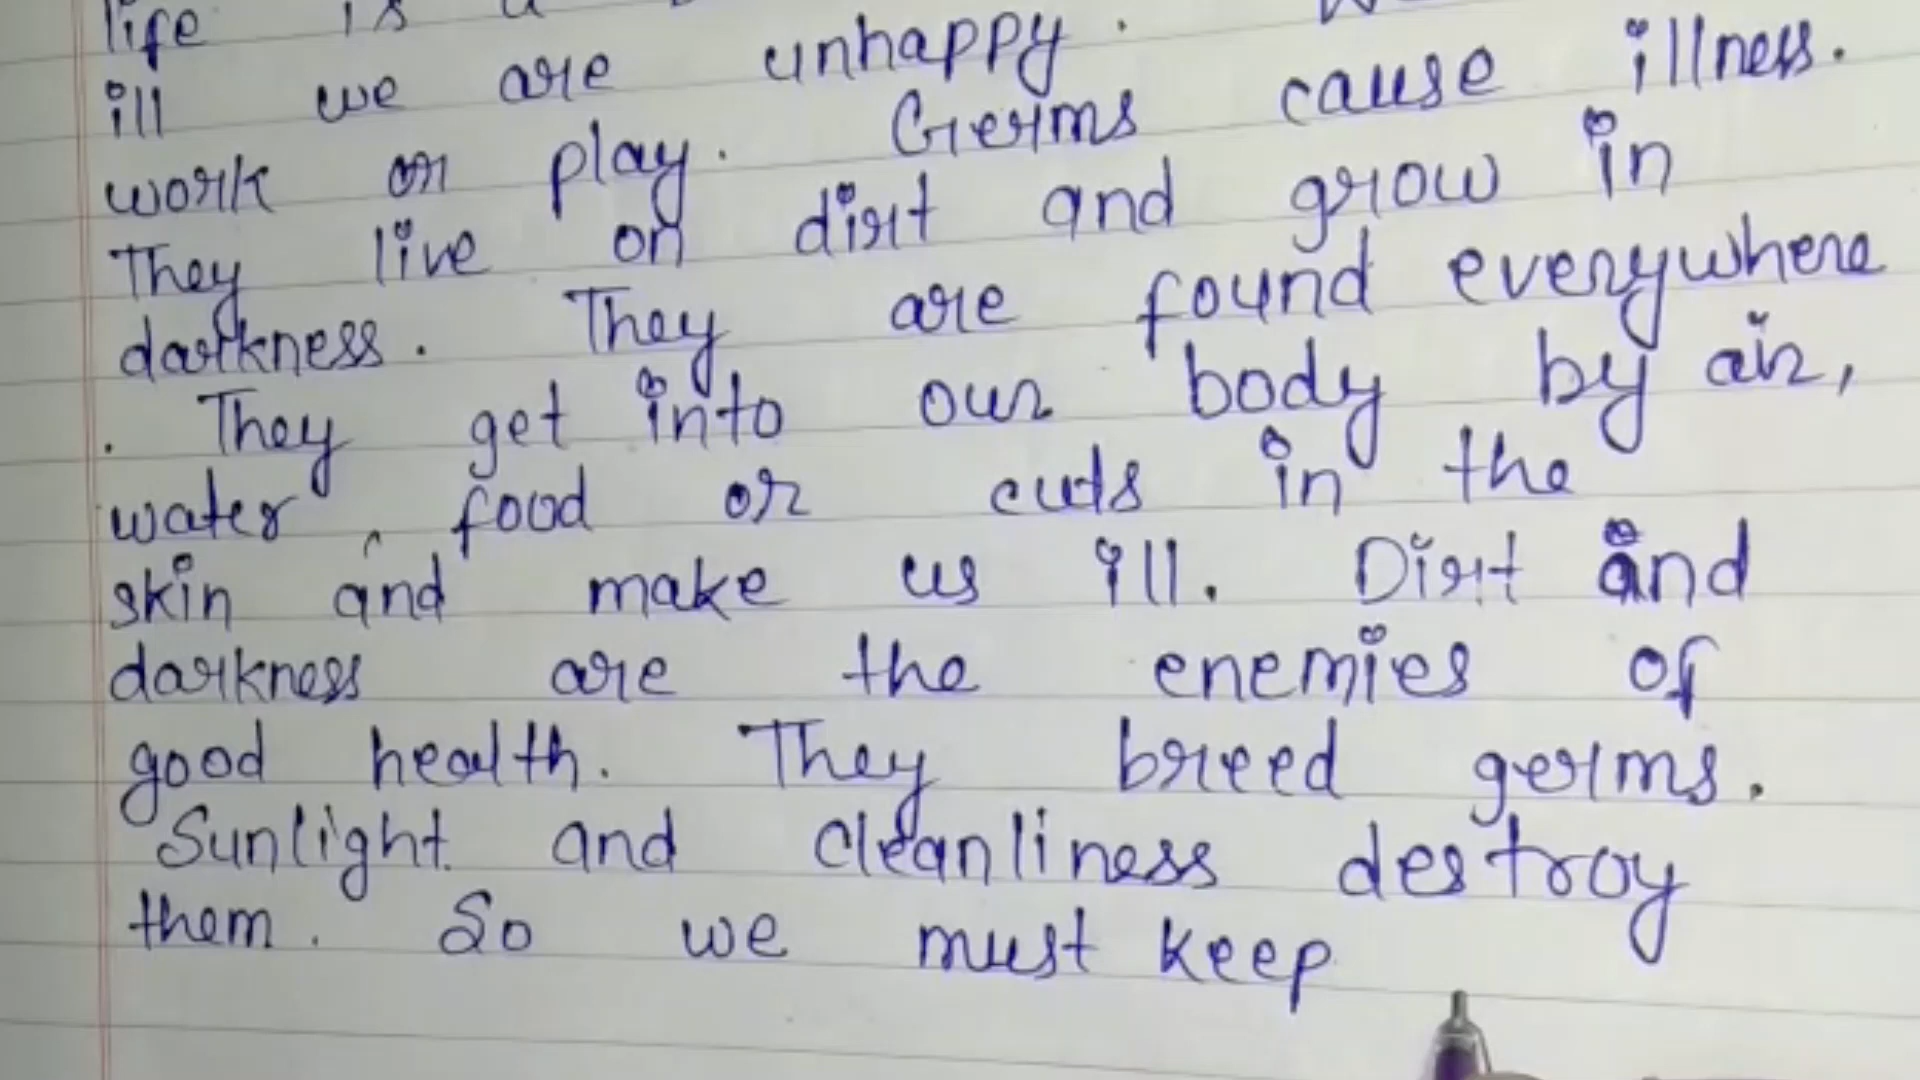 life is a
ill we are unhappy.
work or play. Germs cause illness.
They live on dirt and grow in
darkness. They are found everywhere
. They get into our body by air,
water, food or cuts in the
skin and make us ill. Dirt and
darkness are the enemies of
good health. They breed germs.
Sunlight and cleanliness destroy
them. So we must keep